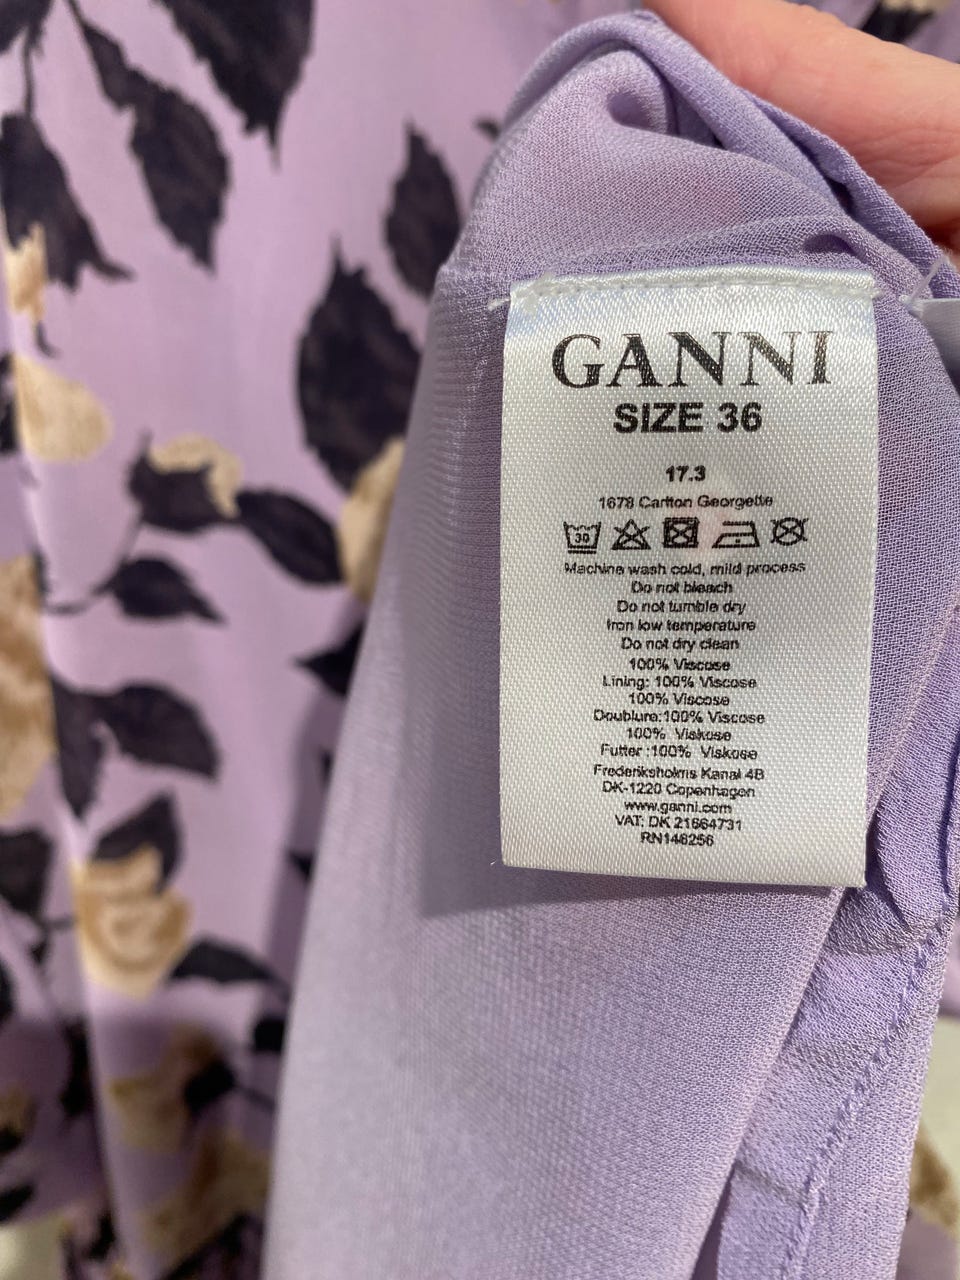 GANNI
SIZE 36
17.3
1678 Carlton Georgette
30
Machine wash cold, mild process
Do not bleach
Do not tumble dry
Iron low temperature
Do not dry clean
100% Viscose
Lining: 100% Viscose
100% Viscose
Doublure:100% Viscose
100% Viskose
Futter :100% Viskose
Frederiksholms Kanal 4B
DK-1220 Copenhagen
www.ganni.com
VAT: DK 21664731
RN146256